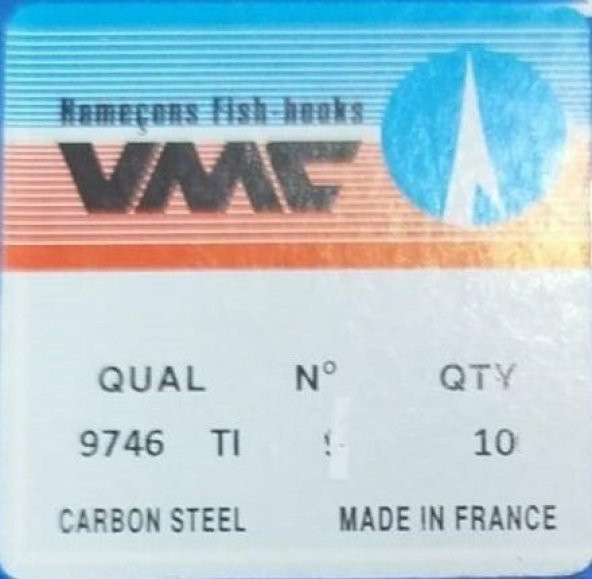 Hameçons Fish-hooks
VMC
QUAL N° QTY
9746 TI 10
CARBON STEEL MADE IN FRANCE